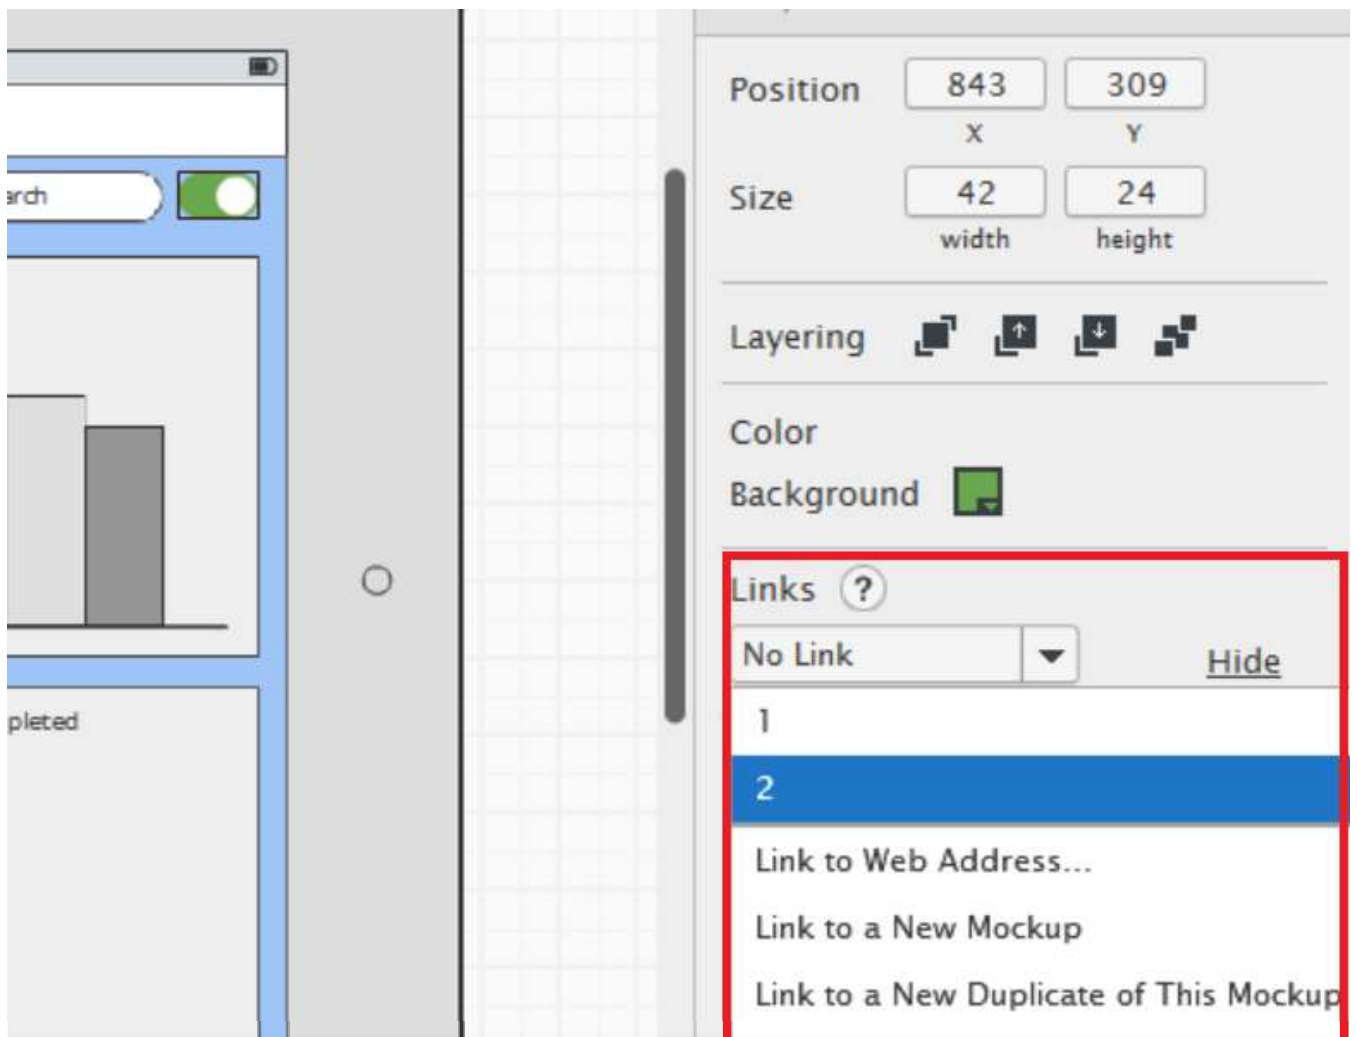 arch
pleted
Position 843 309
X Y
Size 42 24
width height
Layering
Color
Background
Links ?
No Link Hide
1
2
Link to Web Address...
Link to a New Mockup
Link to a New Duplicate of This Mockup